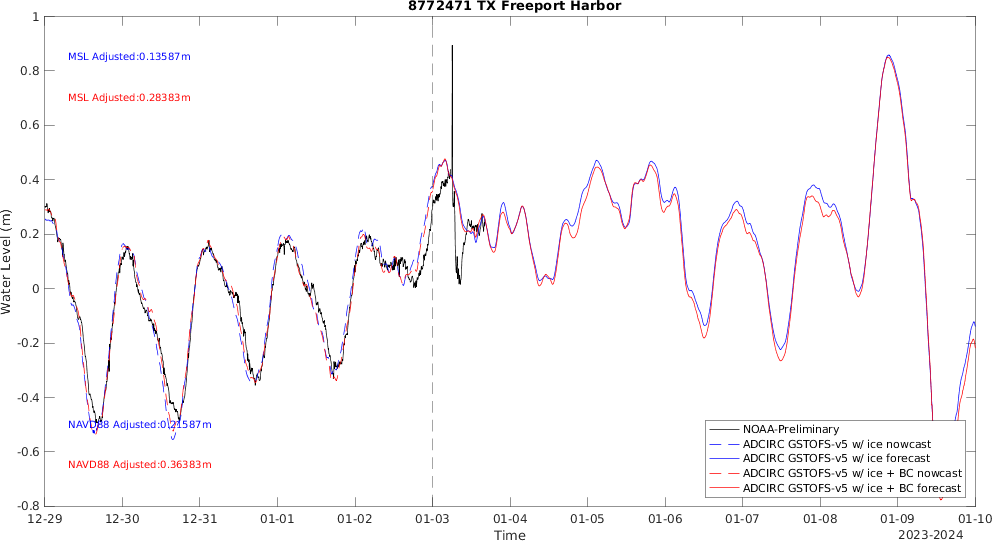 8772471 TX Freeport Harbor
MSL Adjusted:0.13587m
MSL Adjusted:0.28383m
NAVD88 Adjusted:0.21587m
NAVD88 Adjusted:0.36383m
Water Level (m)
1
0.8
0.6
0.4
0.2
0
-0.2
-0.4
-0.6
-0.8
NOAA-Preliminary
ADCIRC GSTOFS-v5 w/ ice nowcast
ADCIRC GSTOFS-v5 w/ ice forecast
ADCIRC GSTOFS-v5 w/ ice + BC nowcast
ADCIRC GSTOFS-v5 w/ ice + BC forecast
12-29 12-30 12-31 01-01 01-02 01-03 01-04 01-05 01-06 01-07 01-08 01-09 01-10
Time
2023-2024